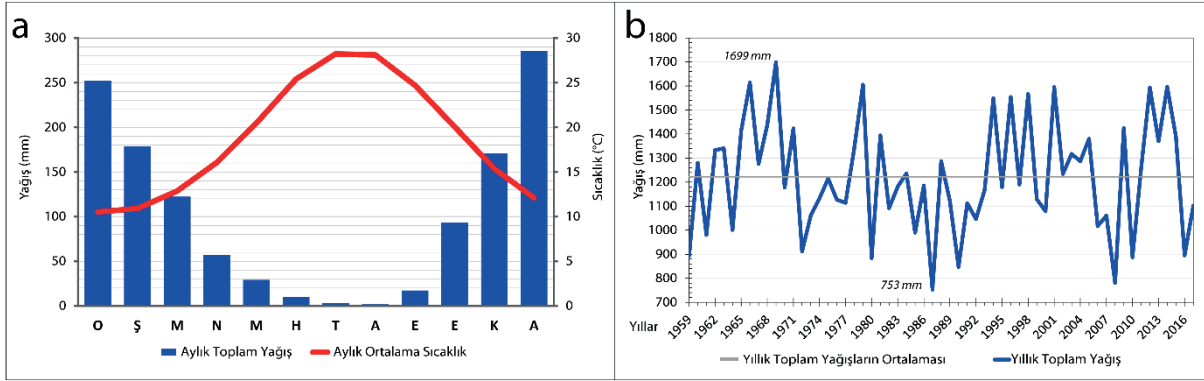 a
300
250
200
150
100
50
0
Yağış (mm)
30
25
20
15
10
5
0
Sıcaklık (°C)
O Ş M N M H T A E E K A
Aylık Toplam Yağış Aylık Ortalama Sıcaklık
b
1800
1700
1600
1500
1400
1300
1200
1100
1000
900
800
700
Yağış (mm)
1699 mm
753 mm
Yıllar
1959 1962 1965 1968 1971 1974 1977 1980 1983 1986 1989 1992 1995 1998 2001 2004 2007 2010 2013 2016
Yıllık Toplam Yağışların Ortalaması Yıllık Toplam Yağış